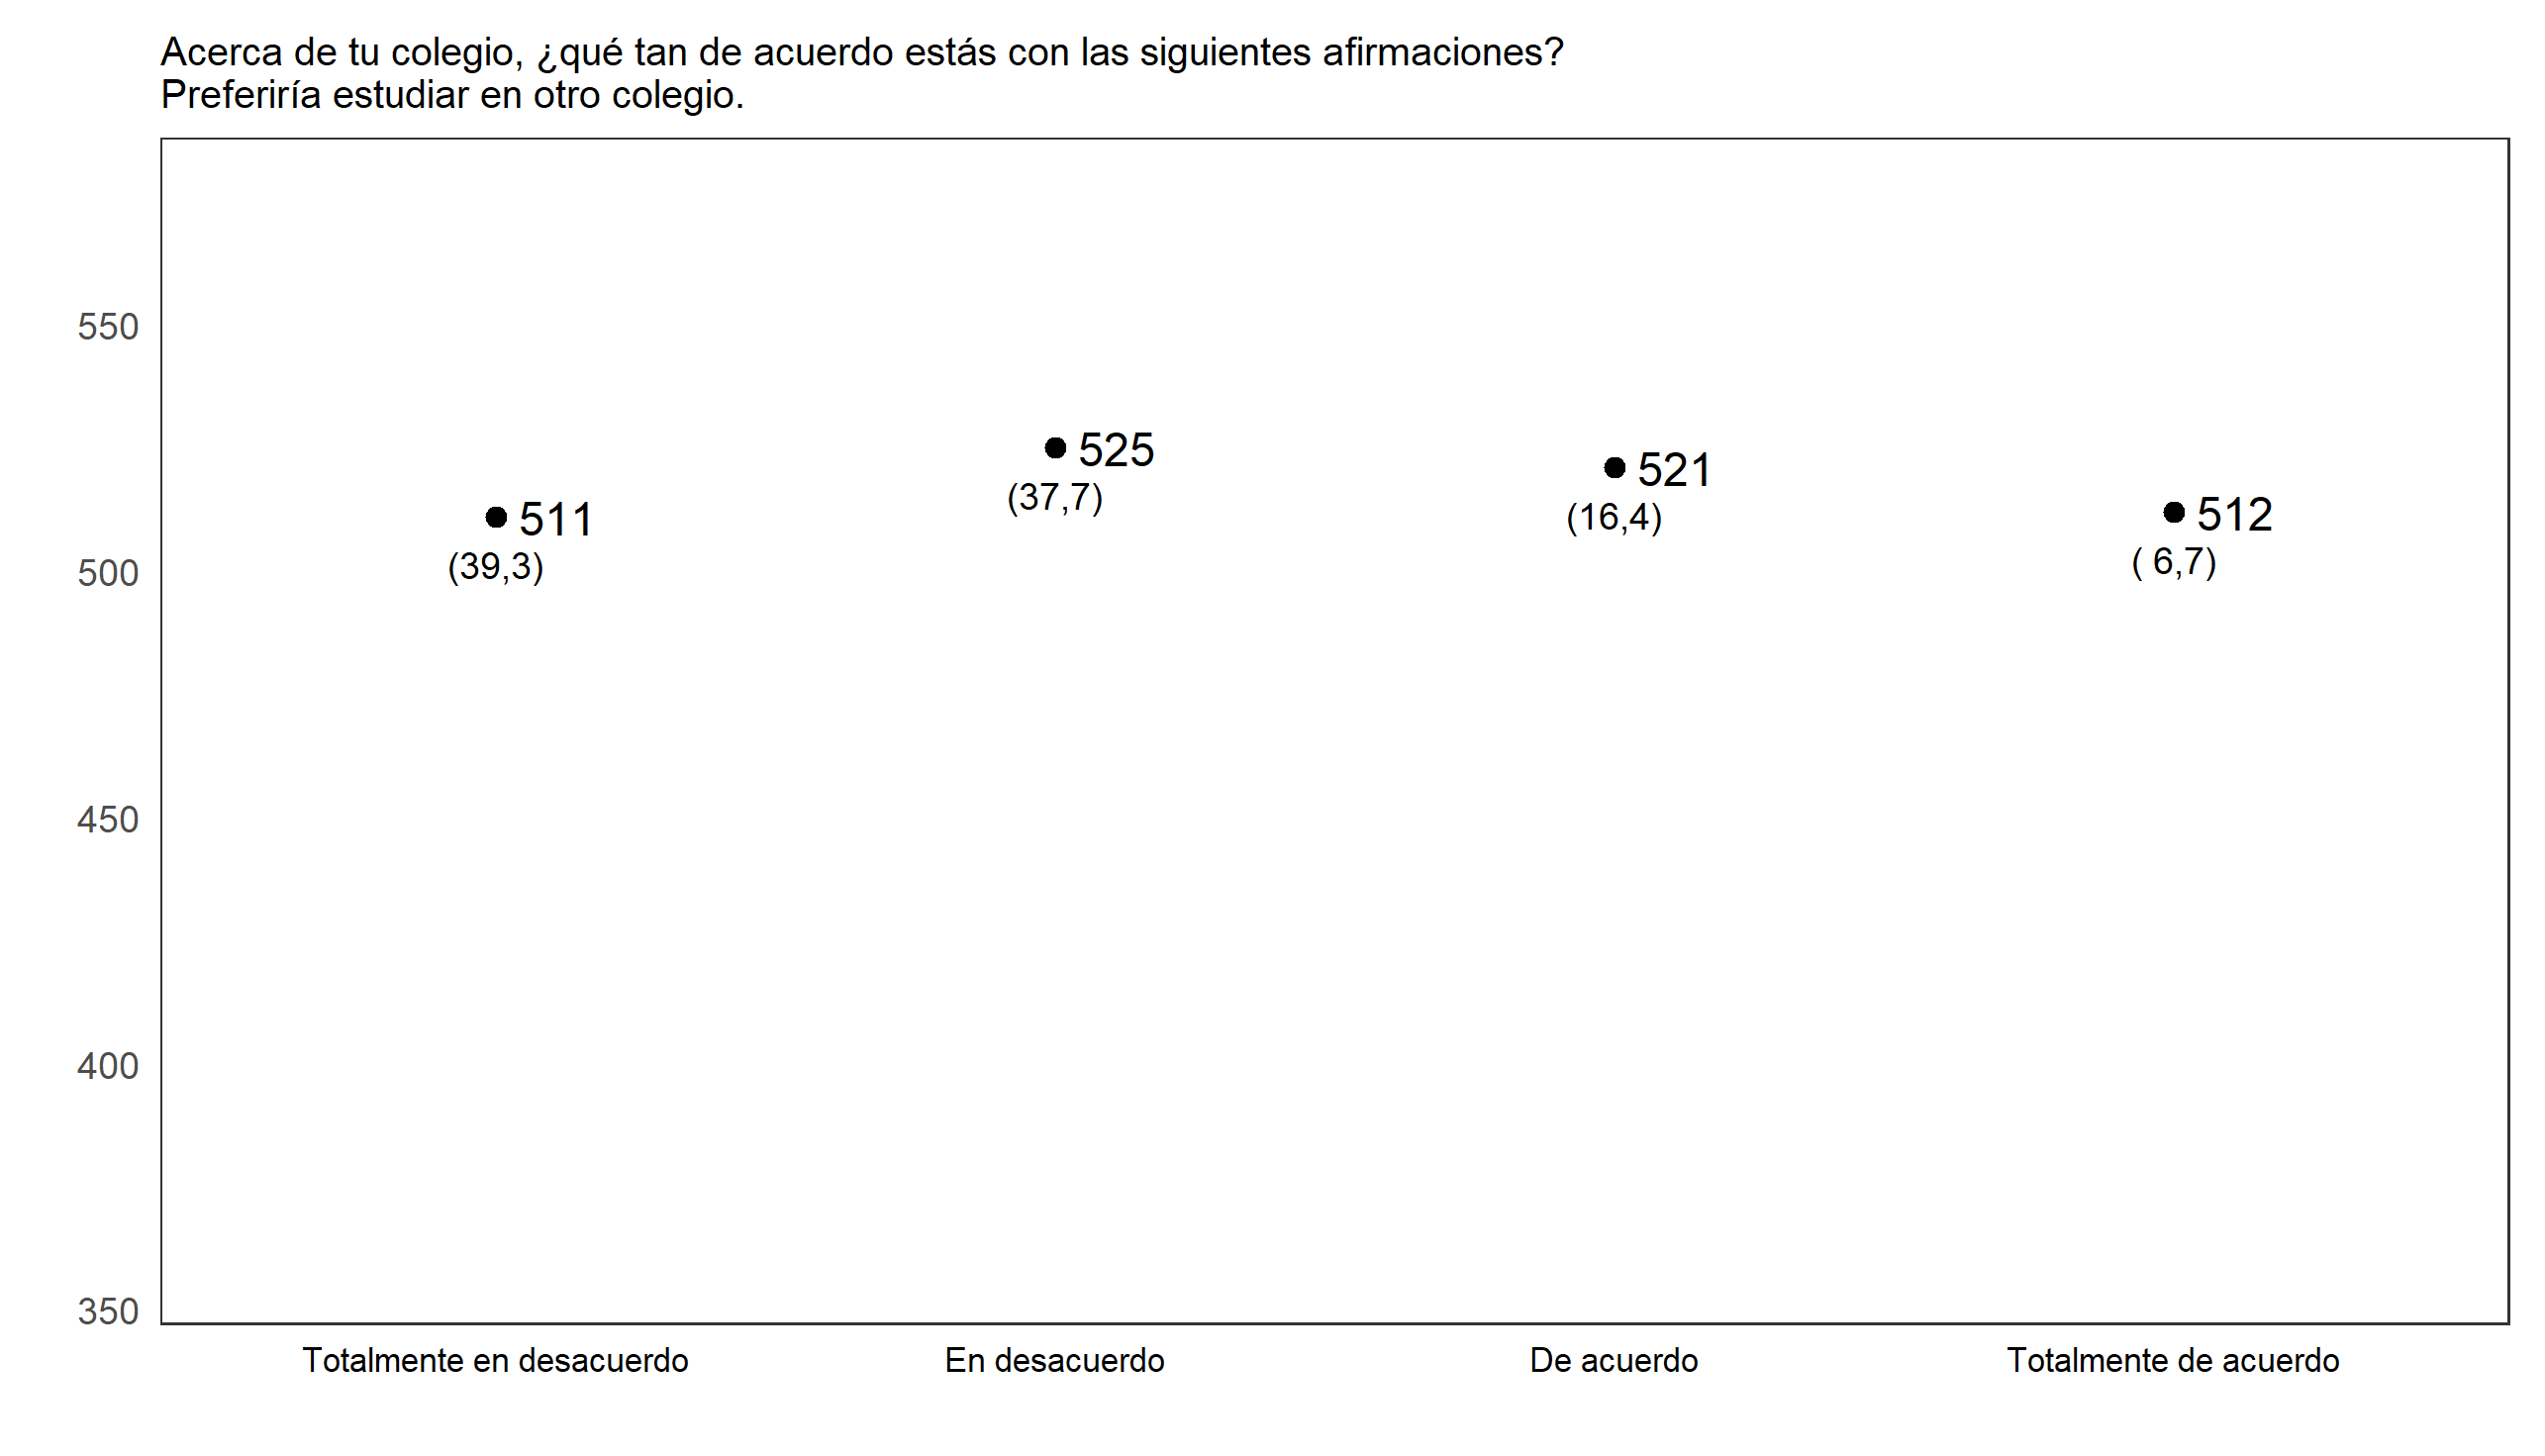 Acerca de tu colegio, ¿qué tan de acuerdo estás con las siguientes afirmaciones?
Preferiría estudiar en otro colegio.
550
500
450
400
350
511
(39,3)
525
(37,7)
521
(16,4)
512
( 6,7)
Totalmente en desacuerdo
En desacuerdo
De acuerdo
Totalmente de acuerdo